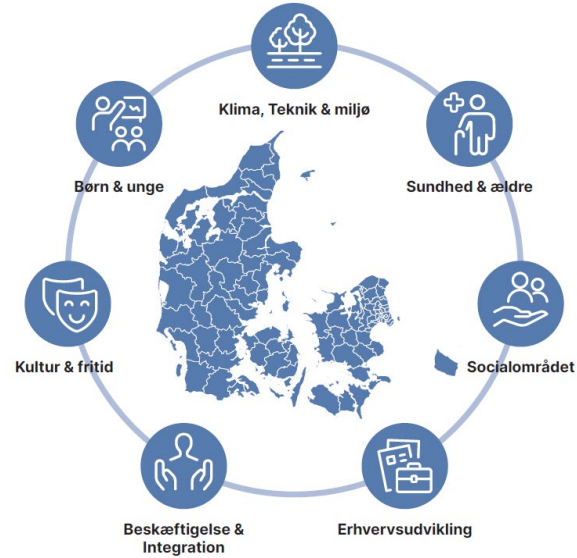 Klima, Teknik & miljø
Børn & unge
Sundhed & ældre
Kultur & fritid
Socialområdet
Beskæftigelse &
Integration
Erhvervsudvikling